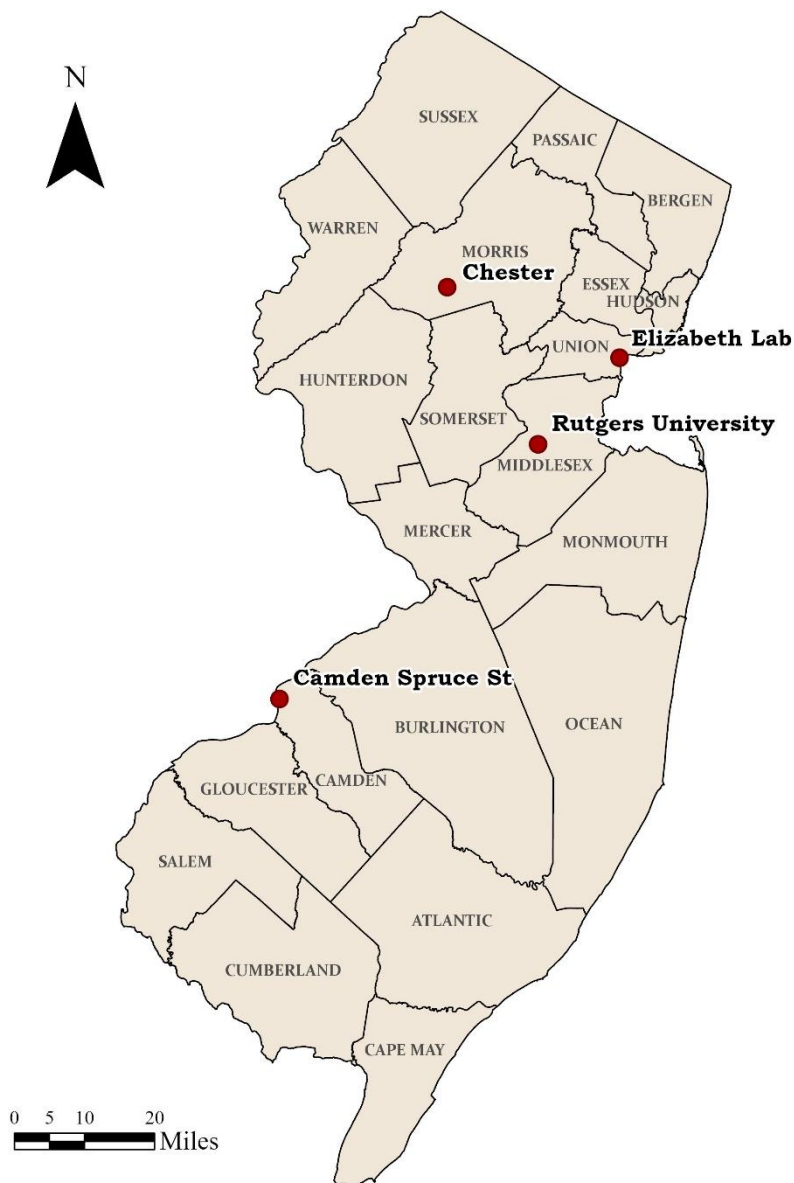 N
SUSSEX
PASSAIC
BERGEN
WARREN
MORRIS
Chester
ESSEX
HUDSON
UNION
Elizabeth Lab
HUNTERDON
SOMERSET
Rutgers University
MIDDLESEX
MERCER
MONMOUTH
Camden Spruce St
BURLINGTON
OCEAN
CAMDEN
GLOUCESTER
SALEM
ATLANTIC
CUMBERLAND
CAPE MAY
0 5 10 20
Miles